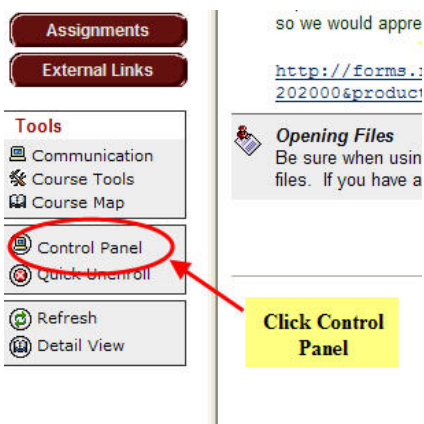 Assignments
External Links
Tools
Communication
Course Tools
Course Map
Control Panel
Quick Unenroll
Refresh
Detail View
so we would appre
http://forms.
202000&product
Opening Files
Be sure when usin
files. If you have a
Click Control
Panel